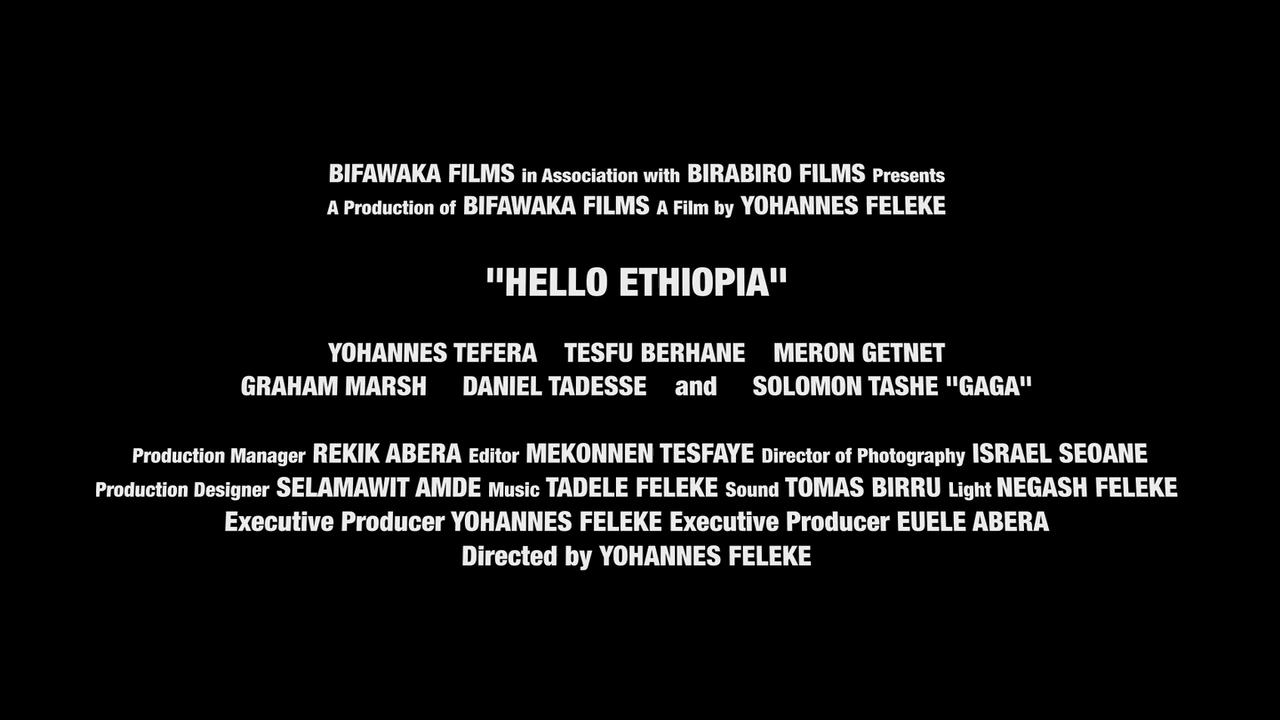 BIFAWAKA FILMS in Association with BIRABIRO FILMS Presents
A Production of BIFAWAKA FILMS A Film by YOHANNES FELEKE
"HELLO ETHIOPIA"
YOHANNES TEFERA TESFU BERHANE MERON GETNET
GRAHAM MARSH DANIEL TADESSE and SOLOMON TASHE "GAGA"
Production Manager REKIK ABERA Editor MEKONNEN TESFAYE Director of Photography ISRAEL SEOANE
Production Designer SELAMAWIT AMDE Music TADELE FELEKE Sound TOMAS BIRRU Light NEGASH FELEKE
Executive Producer YOHANNES FELEKE Executive Producer EUELE ABERA
Directed by YOHANNES FELEKE